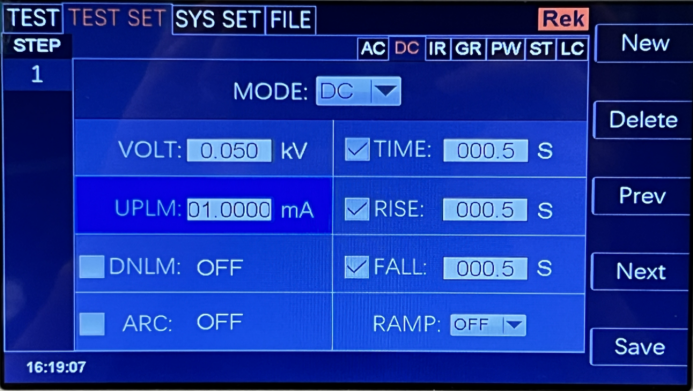 TEST TEST SET SYS SET FILE Rek
STEP AC DC IR GR PW ST LC
1
MODE: DC
VOLT: 0.050 kV TIME: 000.5 S
UPLM: 01.0000 mA RISE: 000.5 S
DNLM: OFF FALL: 000.5 S
ARC: OFF RAMP: OFF
16:19:07
New
Delete
Prev
Next
Save